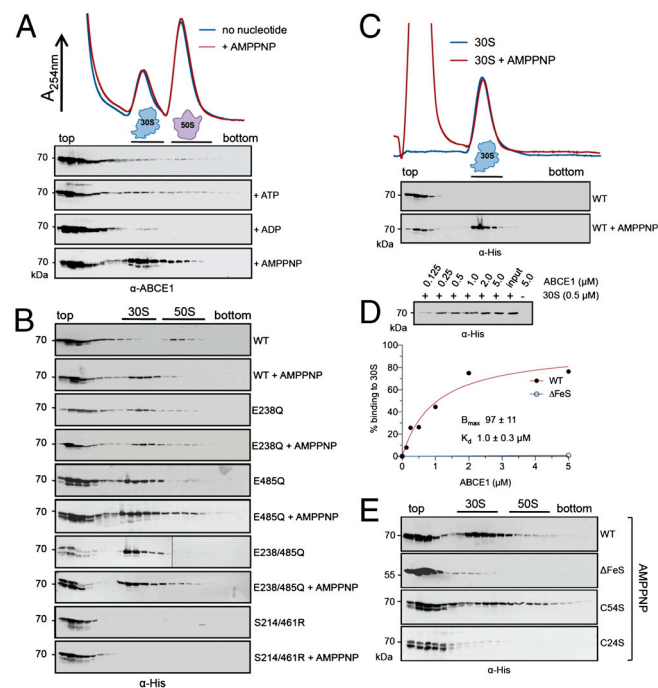 A
no nucleotide
+ AMPPNP
A254nm
30S
50S
top
bottom
70
70
+ ATP
70
+ ADP
70
+ AMPPNP
kDa
α-ABCE1
B
top
30S
50S
bottom
70
WT
70
WT + AMPPNP
70
E238Q
70
E238Q + AMPPNP
70
E485Q
70
E485Q + AMPPNP
70
E238/485Q
70
E238/485Q + AMPPNP
70
S214/461R
70
S214/461R + AMPPNP
α-His
C
30S
30S + AMPPNP
30S
top
bottom
70
WT
70
WT + AMPPNP
kDa
α-His
D
0.125 0.25 0.5 1.0 2.0 5.0 input 5.0 ABCE1 (μM)
+ + + + + + + - 30S (0.5 μM)
70
kDa
α-His
% binding to 30S
100
80
60
40
20
0
WT
ΔFeS
Bmax 97 ± 11
Kd 1.0 ± 0.3 μM
0 1 2 3 4 5
ABCE1 (μM)
E
top
30S
50S
bottom
70
WT
55
ΔFeS
70
C54S
70
C24S
kDa
AMPPNP
α-His